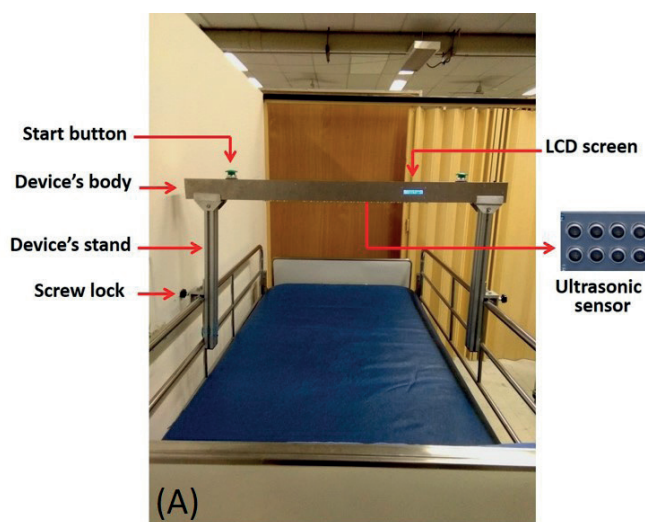 Start button
LCD screen
Device's body
Device's stand
Screw lock
Ultrasonic
sensor
(A)